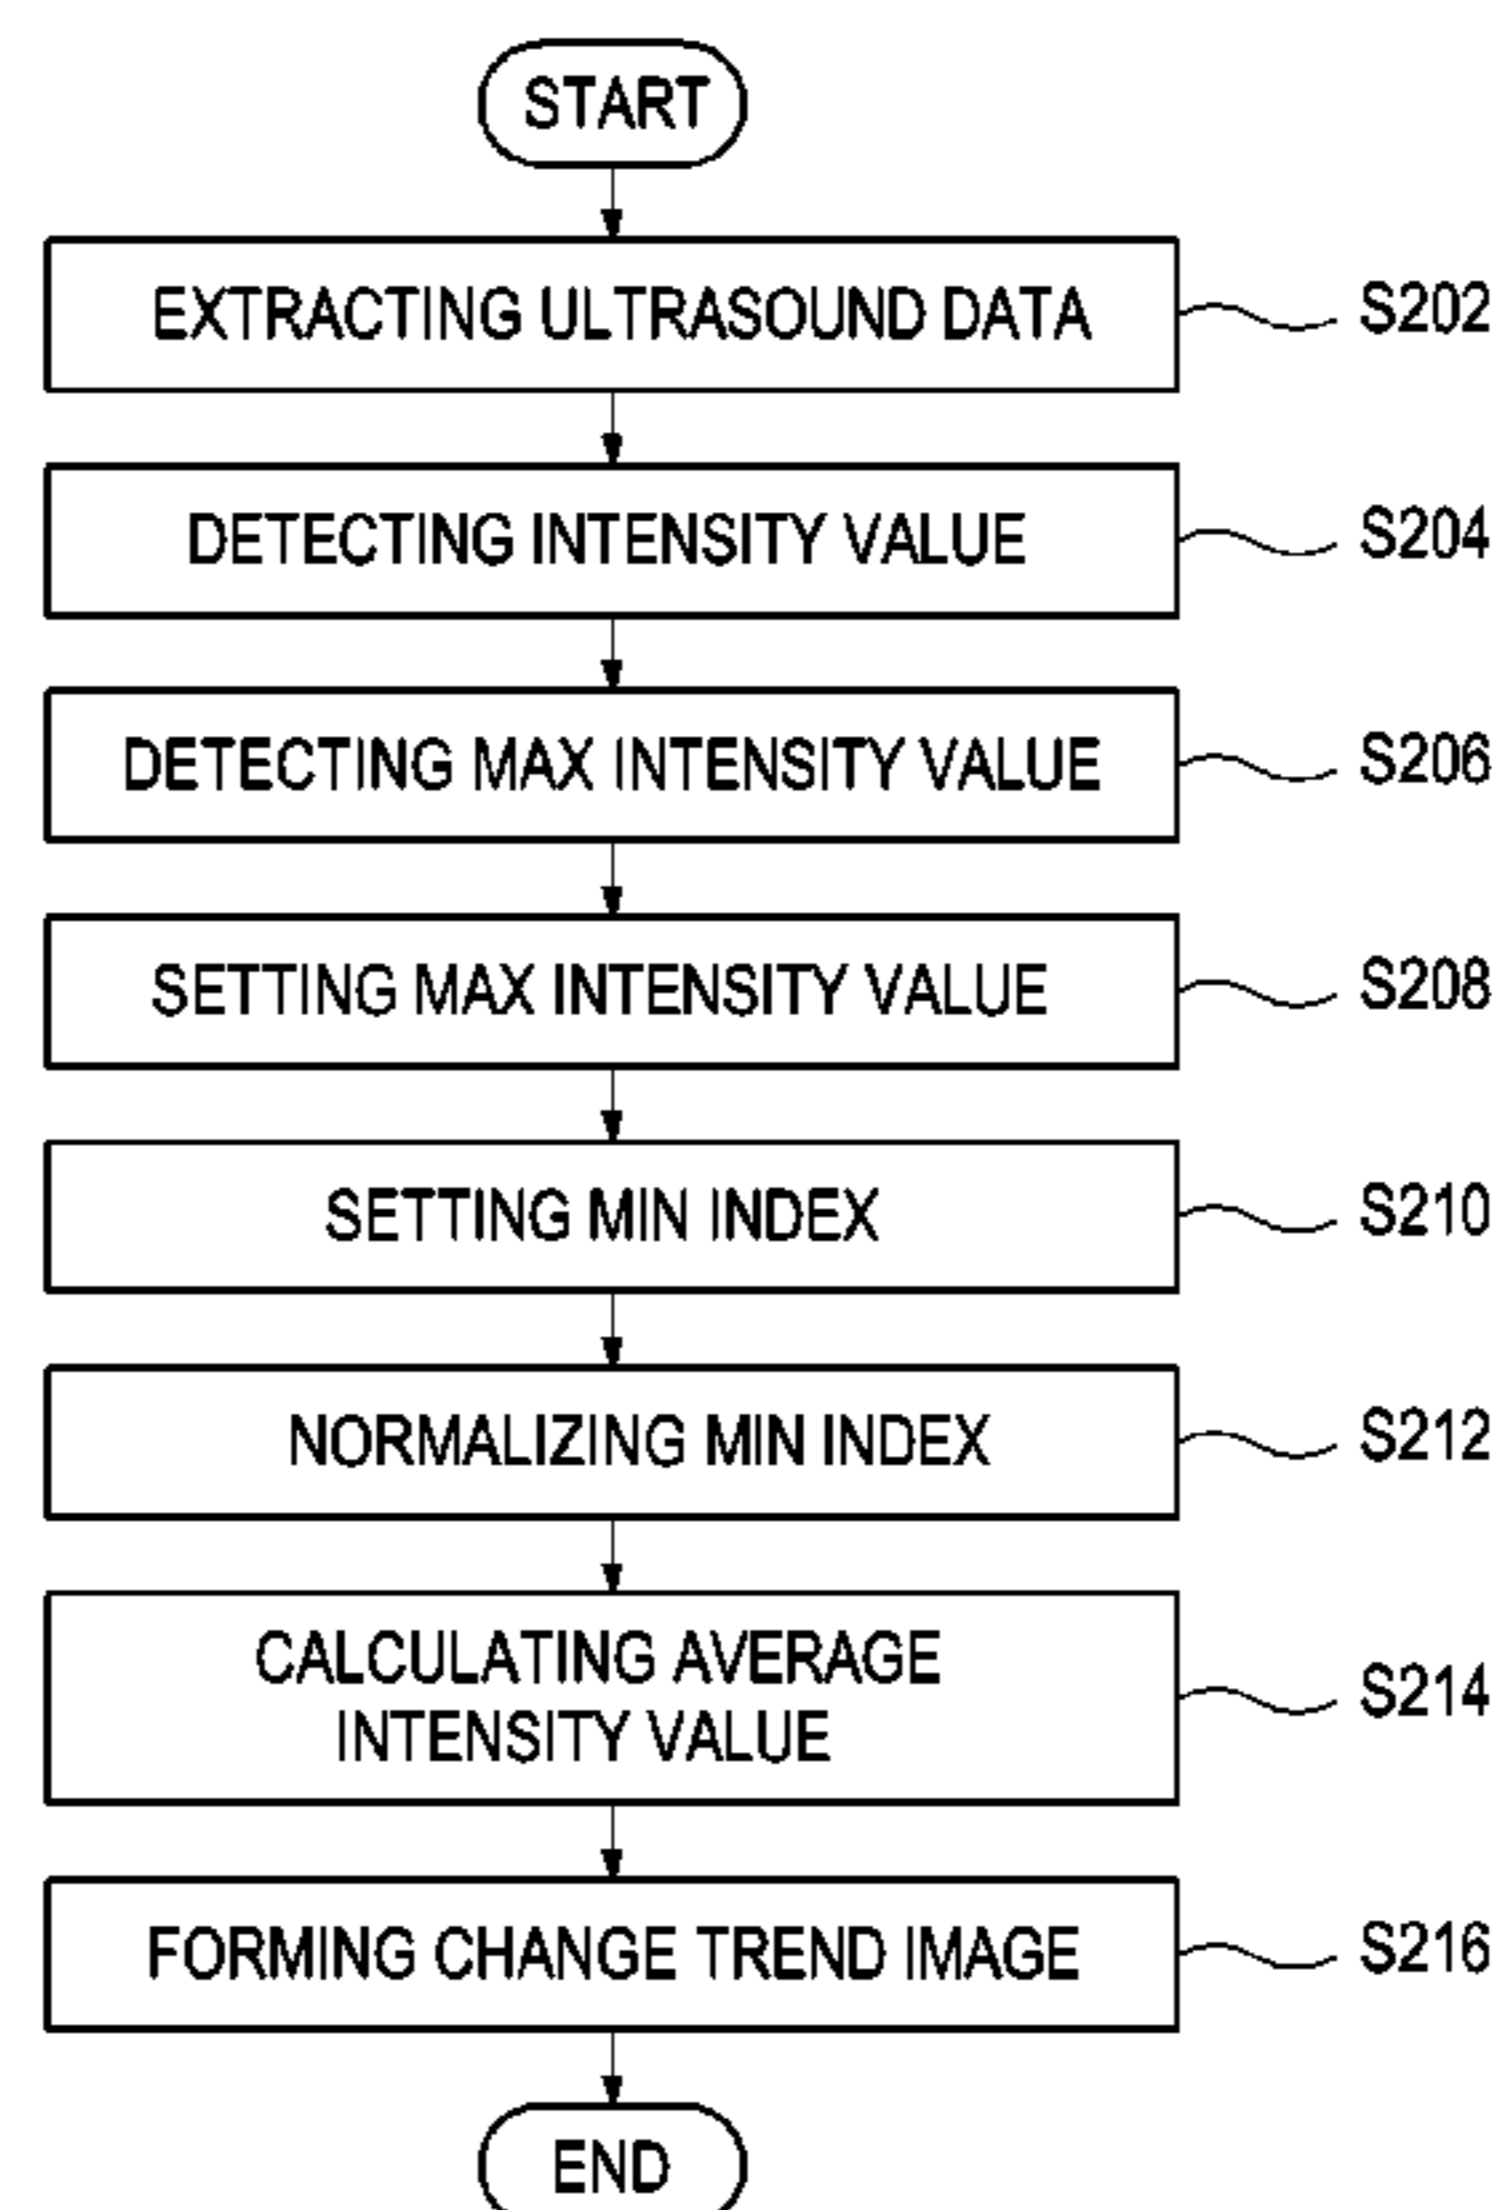 START
EXTRACTING ULTRASOUND DATA
S202
DETECTING INTENSITY VALUE
S204
DETECTING MAX INTENSITY VALUE
S206
SETTING MAX INTENSITY VALUE
S208
SETTING MIN INDEX
S210
NORMALIZING MIN INDEX
S212
CALCULATING AVERAGE
INTENSITY VALUE
S214
FORMING CHANGE TREND IMAGE
S216
END